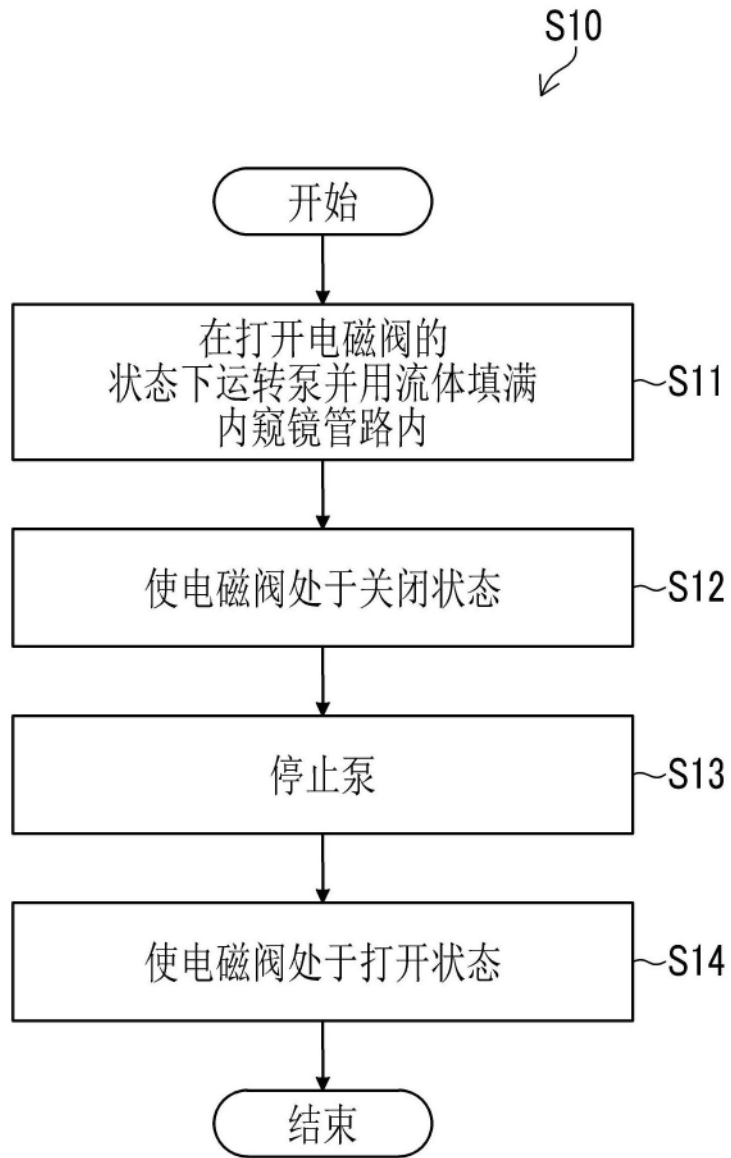 S10
开始
在打开电磁阀的
状态下运转泵并用流体填满
内窥镜管路内
S11
使电磁阀处于关闭状态
S12
停止泵
S13
使电磁阀处于打开状态
S14
结束